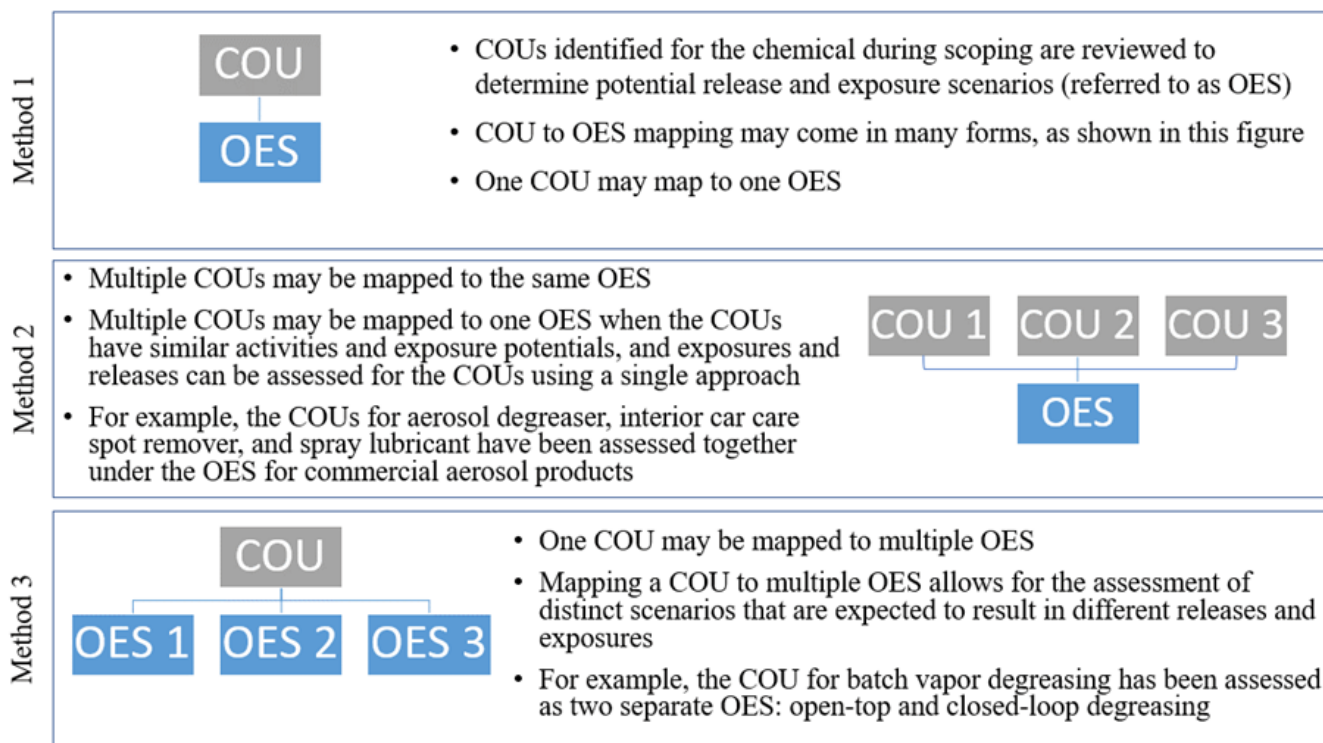 Method 1
COU
OES
• COUs identified for the chemical during scoping are reviewed to
determine potential release and exposure scenarios (referred to as OES)
• COU to OES mapping may come in many forms, as shown in this figure
• One COU may map to one OES
Method 2
• Multiple COUs may be mapped to the same OES
• Multiple COUs may be mapped to one OES when the COUs
have similar activities and exposure potentials, and exposures and
releases can be assessed for the COUs using a single approach
• For example, the COUs for aerosol degreaser, interior car care
spot remover, and spray lubricant have been assessed together
under the OES for commercial aerosol products
COU 1 COU 2 COU 3
OES
Method 3
COU
OES 1 OES 2 OES 3
• One COU may be mapped to multiple OES
• Mapping a COU to multiple OES allows for the assessment of
distinct scenarios that are expected to result in different releases and
exposures
• For example, the COU for batch vapor degreasing has been assessed
as two separate OES: open-top and closed-loop degreasing